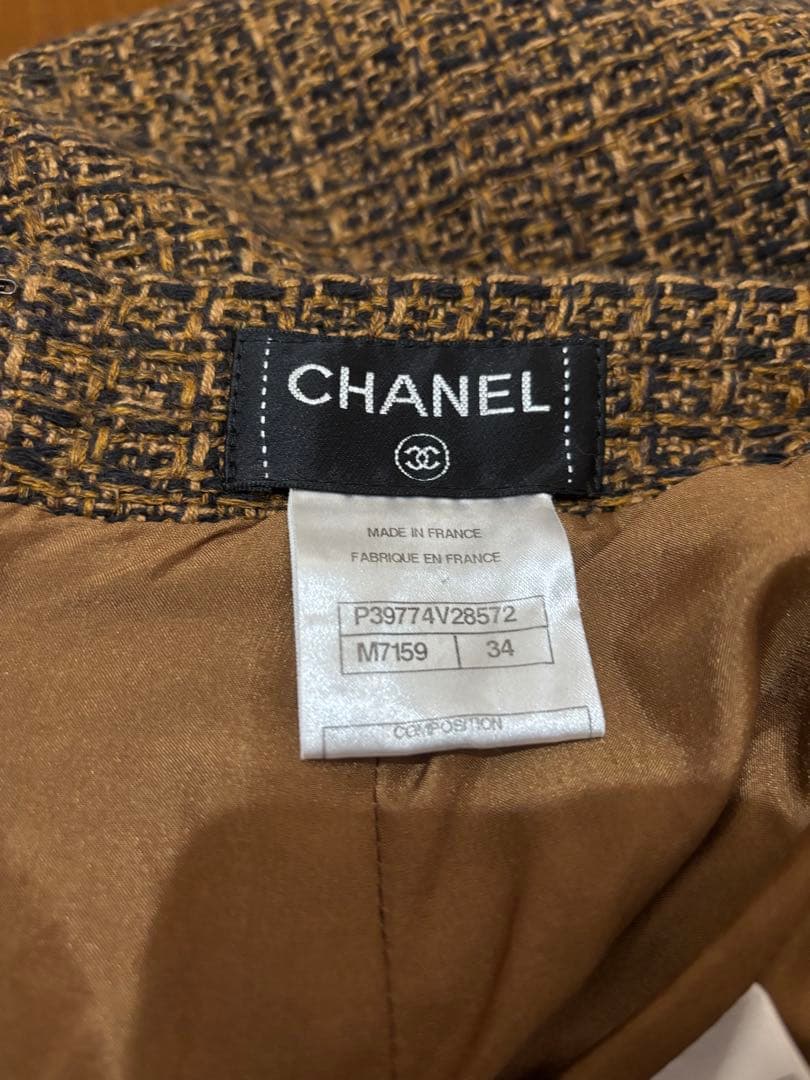 CHANEL
MADE IN FRANCE
FABRIQUE EN FRANCE
P39774V28572
M7159 34
COMPOSITION